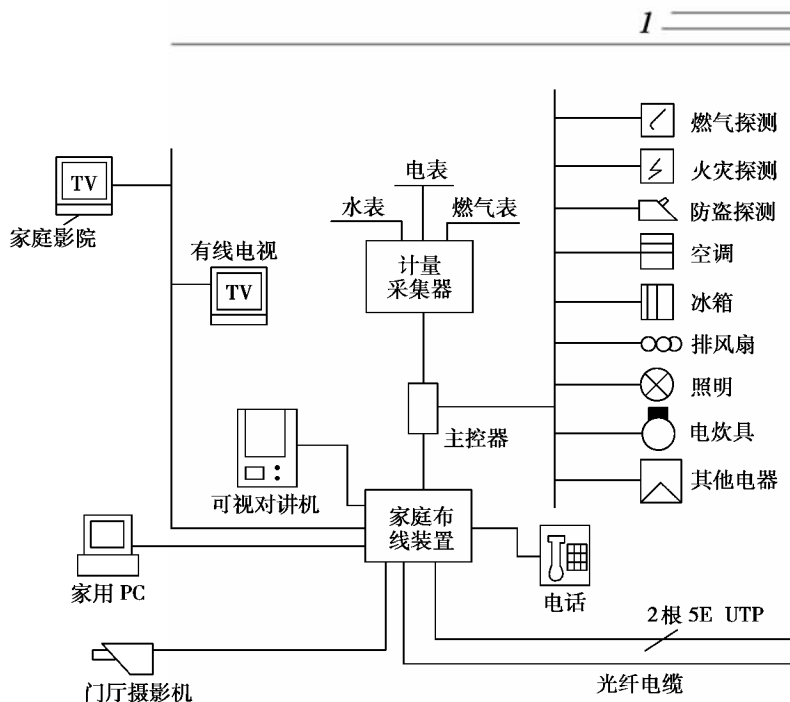 1
燃气探测
TV
电表
火灾探测
水表
燃气表
防盗探测
家庭影院
有线电视
空调
TV
计量
采集器
冰箱
排风扇
照明
主控器
电炊具
可视对讲机
其他电器
家庭布
线装置
家用 PC
电话
2根 5E UTP
门厅摄影机
光纤电缆